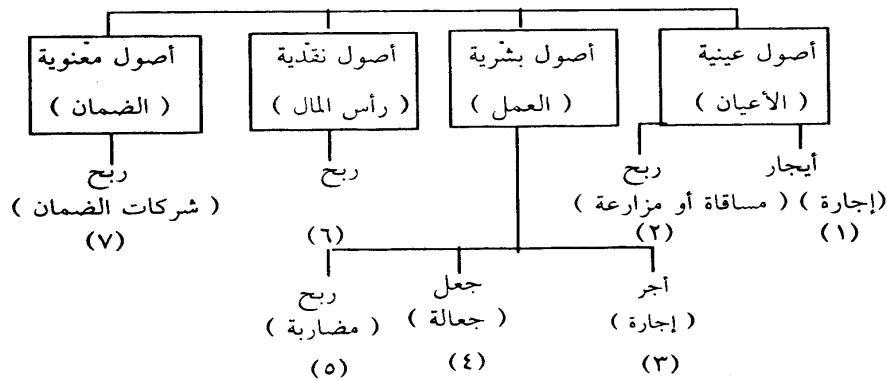 أصول عينية
( الأعيان )
أصول بشرية
( العمل )
أصول نقدية
( رأس المال )
أصول معنوية
( الضمان )
أيجار
( إجارة )
(١)
ربح
( مساقاة أو مزارعة )
(٢)
ربح
(٦)
ربح
( شركات الضمان )
(٧)
أجر
( إجارة )
(٣)
جعل
( جعالة )
(٤)
ربح
( مضاربة )
(٥)